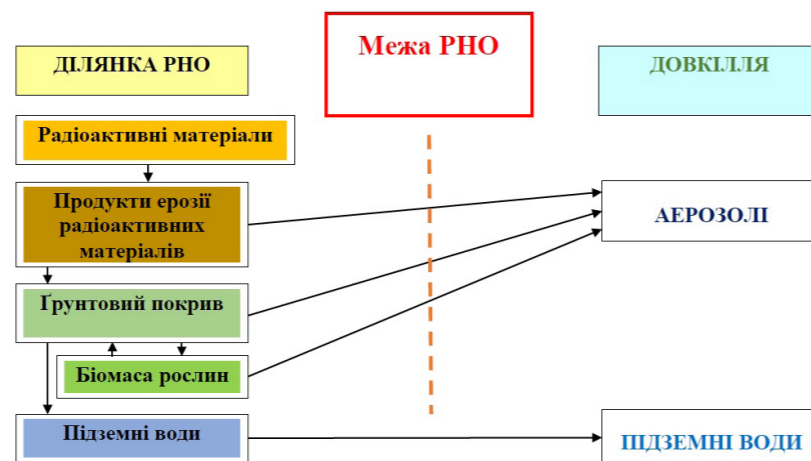 ДІЛЯНКА РНО
Межа РНО
ДОВКІЛЛЯ
Радіоактивні матеріали
Продукти ерозії
радіоактивних
матеріалів
АЕРОЗОЛІ
Ґрунтовий покрив
Біомаса рослин
Підземні води
ПІДЗЕМНІ ВОДИ